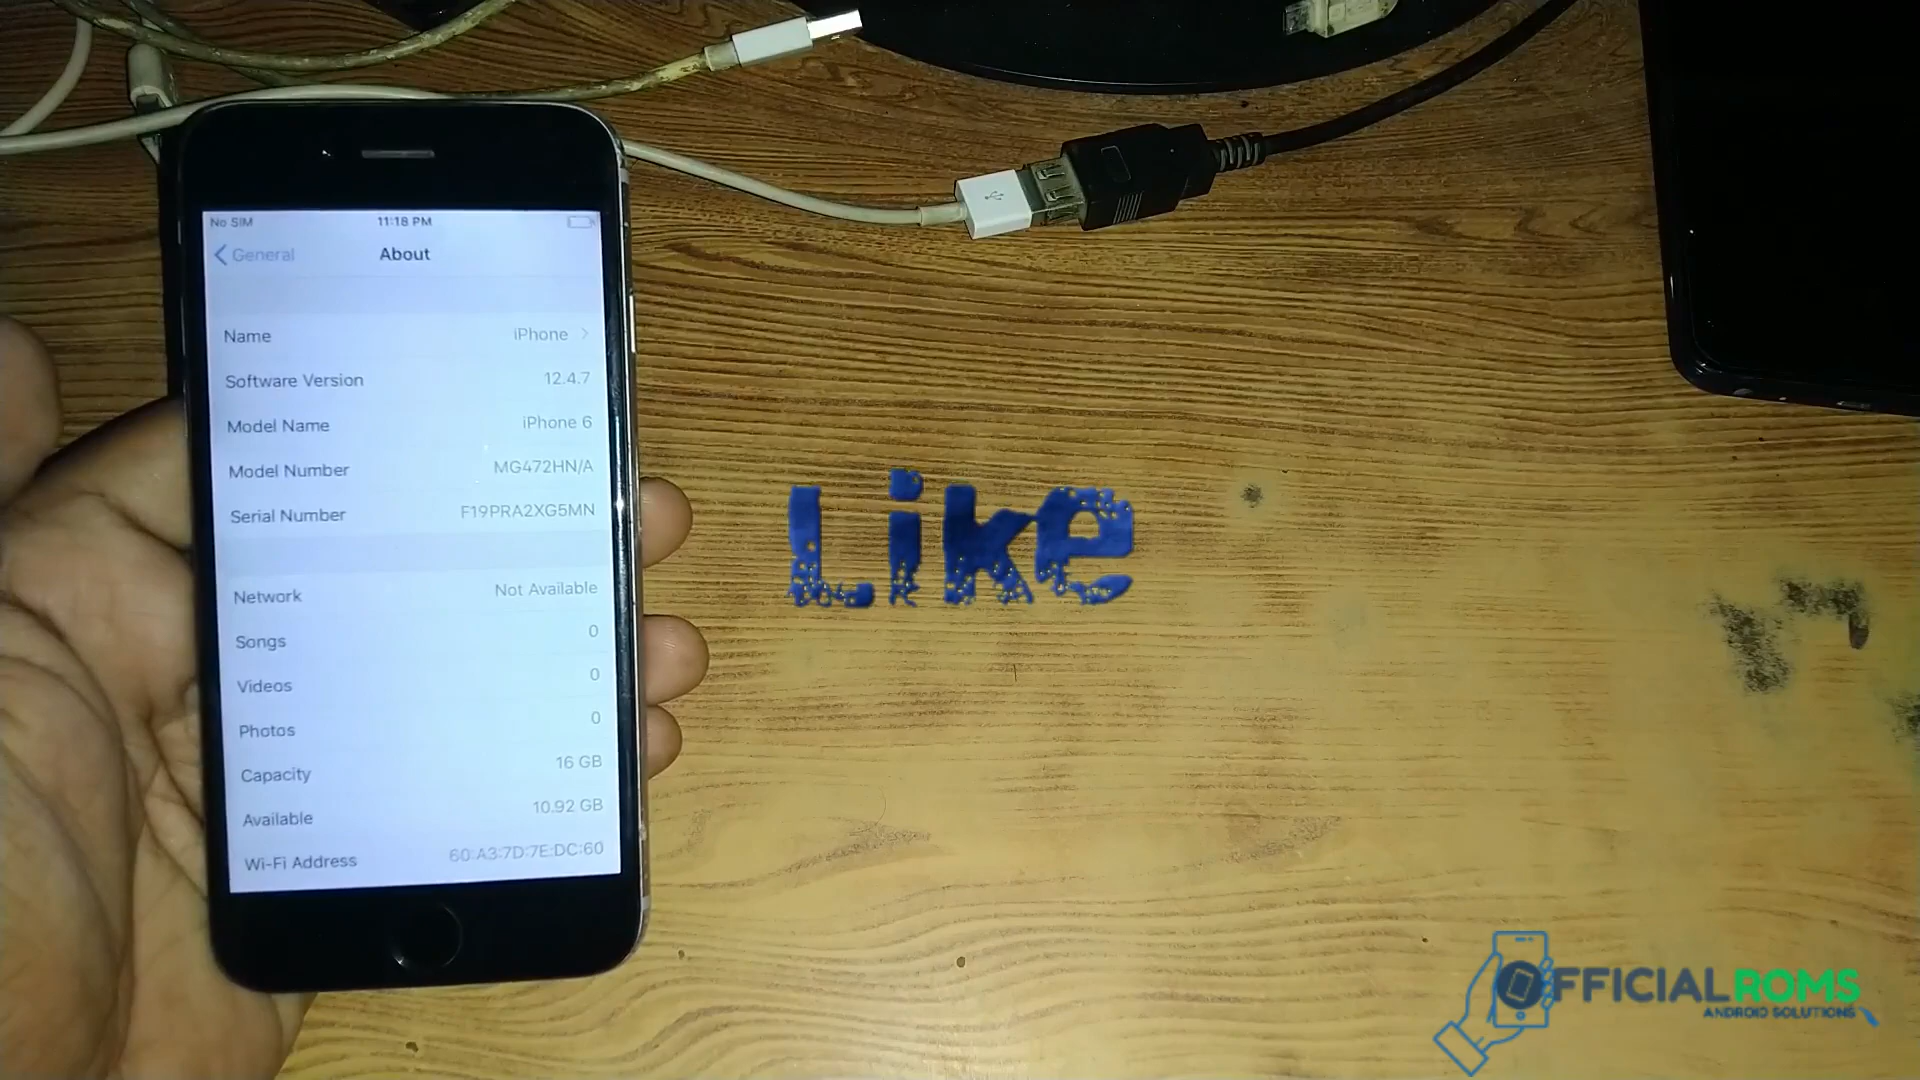 No SIM 11:18 PM
General About
Name iPhone
Software Version 12.4.7
Model Name iPhone 6
Model Number MG472HN/A
Serial Number F19PRA2XG5MN
Network Not Available
Songs 0
Videos 0
Photos 0
Capacity 16 GB
Available 10.92 GB
Wi-Fi Address 60:A3:7D:7E:DC:60
Like
OFFICIALROMS
ANDROID SOLUTIONS